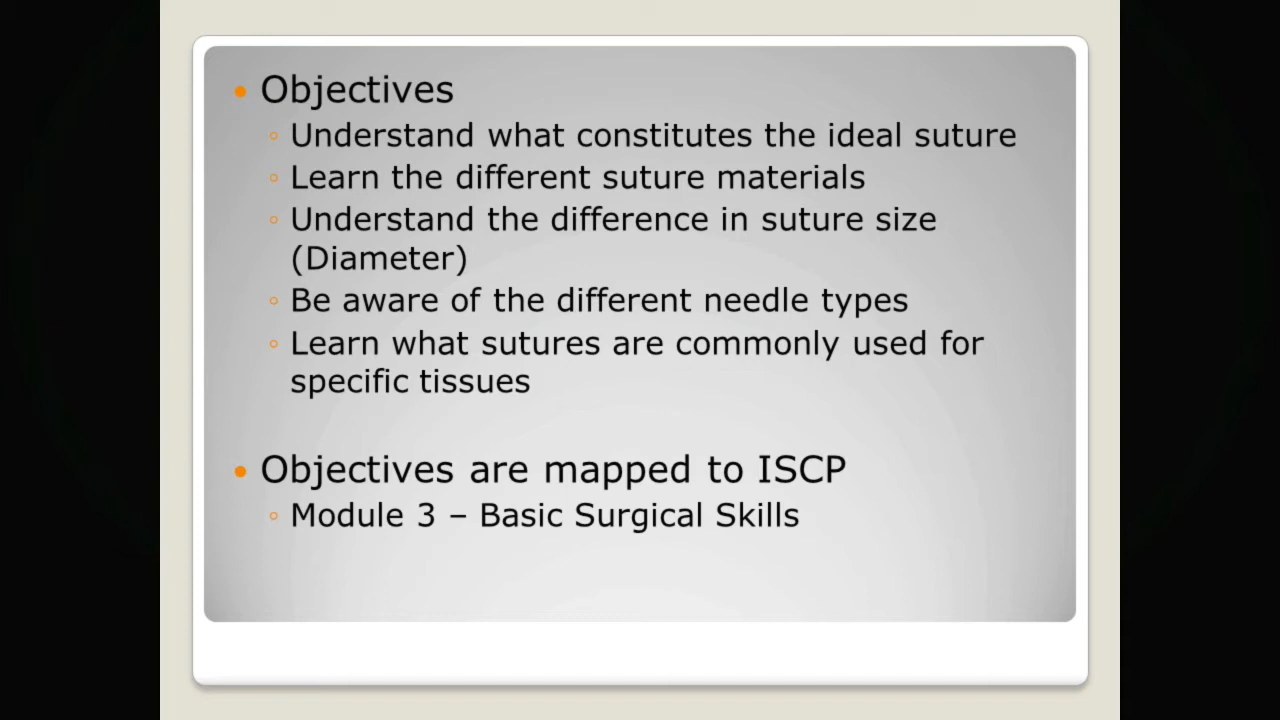 Objectives
Understand what constitutes the ideal suture
Learn the different suture materials
Understand the difference in suture size
(Diameter)
Be aware of the different needle types
Learn what sutures are commonly used for
specific tissues
Objectives are mapped to ISCP
Module 3 – Basic Surgical Skills